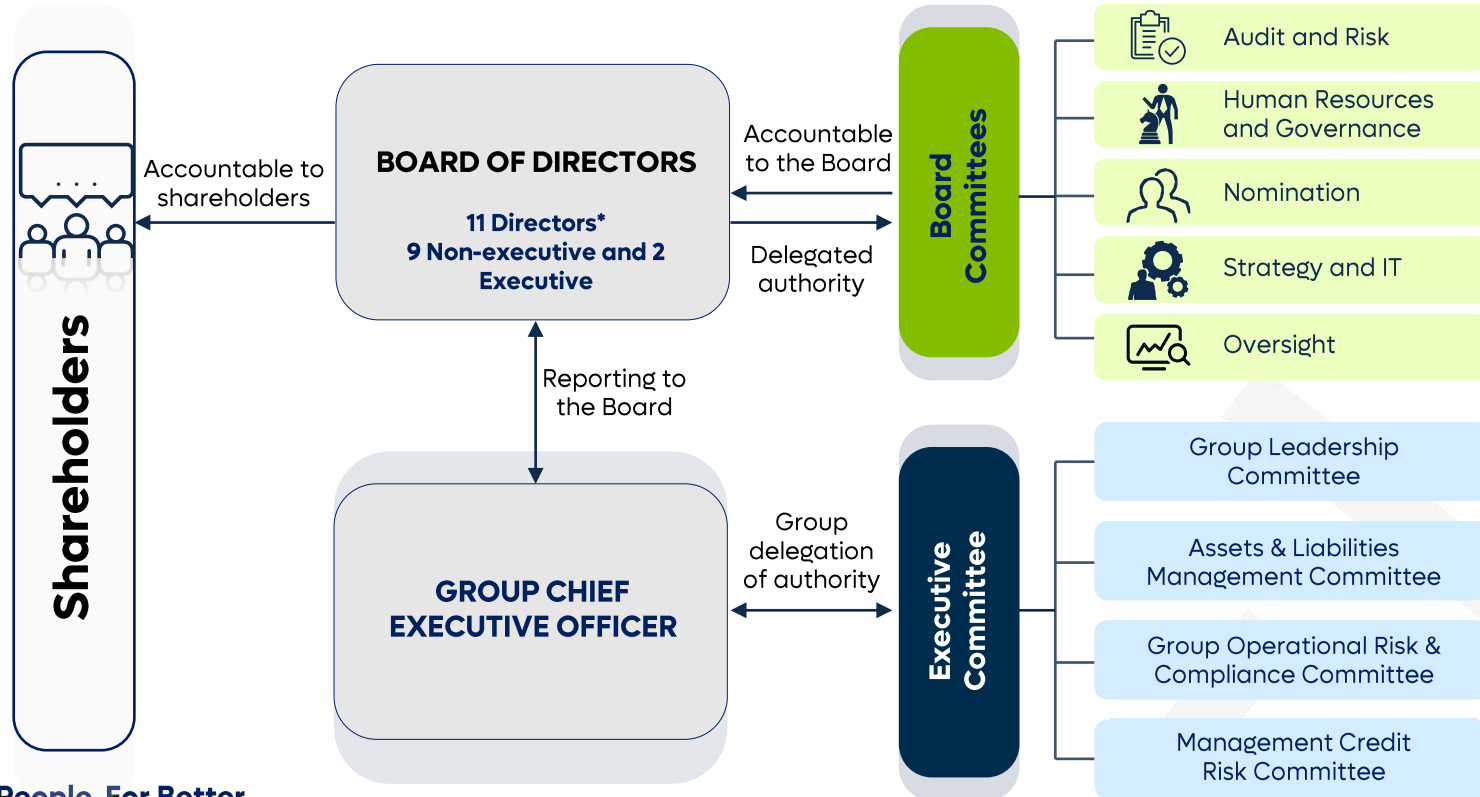 Shareholders
Accountable to
shareholders
BOARD OF DIRECTORS
11 Directors*
9 Non-executive and 2
Executive
Accountable
to the Board
Delegated
authority
Board
Committees
Audit and Risk
Human Resources
and Governance
Nomination
Strategy and IT
Oversight
Reporting to
the Board
GROUP CHIEF
EXECUTIVE OFFICER
Group
delegation
of authority
Executive
Committee
Group Leadership
Committee
Assets & Liabilities
Management Committee
Group Operational Risk &
Compliance Committee
Management Credit
Risk Committee
People. For Better